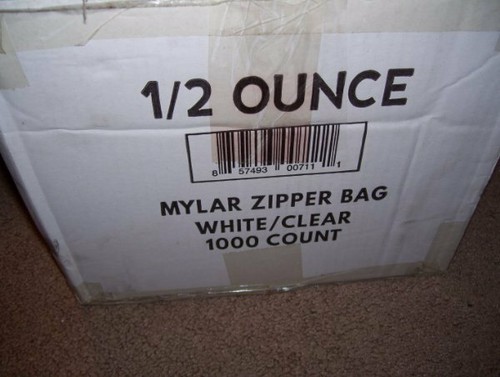 1/2 OUNCE
8 57493 00711 1
MYLAR ZIPPER BAG
WHITE/CLEAR
1000 COUNT